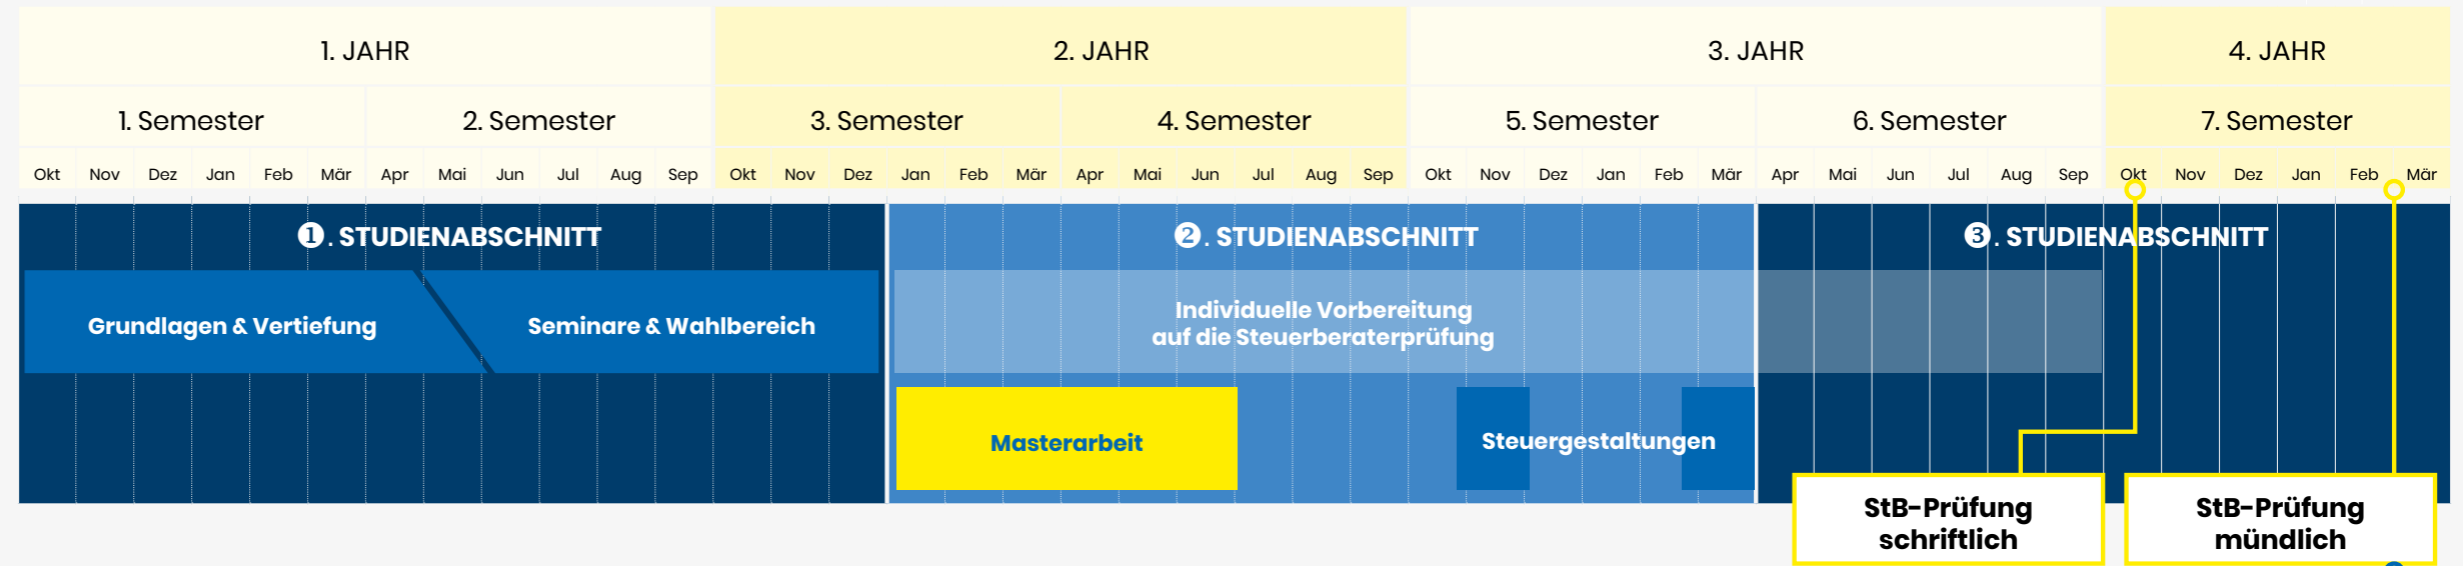 1. JAHR 2. JAHR 3. JAHR 4. JAHR
1. Semester 2. Semester 3. Semester 4. Semester 5. Semester 6. Semester 7. Semester
Okt Nov Dez Jan Feb Mär Apr Mai Jun Jul Aug Sep Okt Nov Dez Jan Feb Mär Apr Mai Jun Jul Aug Sep Okt Nov Dez Jan Feb Mär Apr Mai Jun Jul Aug Sep Okt Nov Dez Jan Feb Mär
❶. STUDIENABSCHNITT ❷. STUDIENABSCHNITT ❸. STUDIENABSCHNITT
Grundlagen & Vertiefung Seminare & Wahlbereich
Individuelle Vorbereitung
auf die Steuerberaterprüfung
Masterarbeit Steuergestaltungen
StB-Prüfung
schriftlich
StB-Prüfung
mündlich